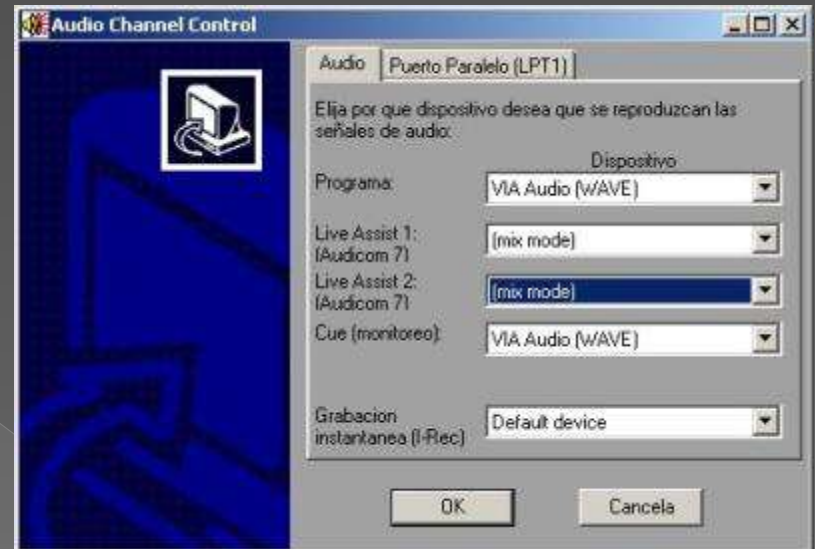 Audio Channel Control
Audio
Puerto Paralelo (LPT1)
Elija por que dispositivo desea que se reproduzcan las
señales de audio:
Dispositivo
Programa:
VIA Audio (WAVE)
Live Assist 1:
(Audicom 7)
(mix mode)
Live Assist 2:
(Audicom 7)
(mix mode)
Cue (monitoreo):
VIA Audio (WAVE)
Grabacion
instantanea (I-Rec)
Default device
OK
Cancela